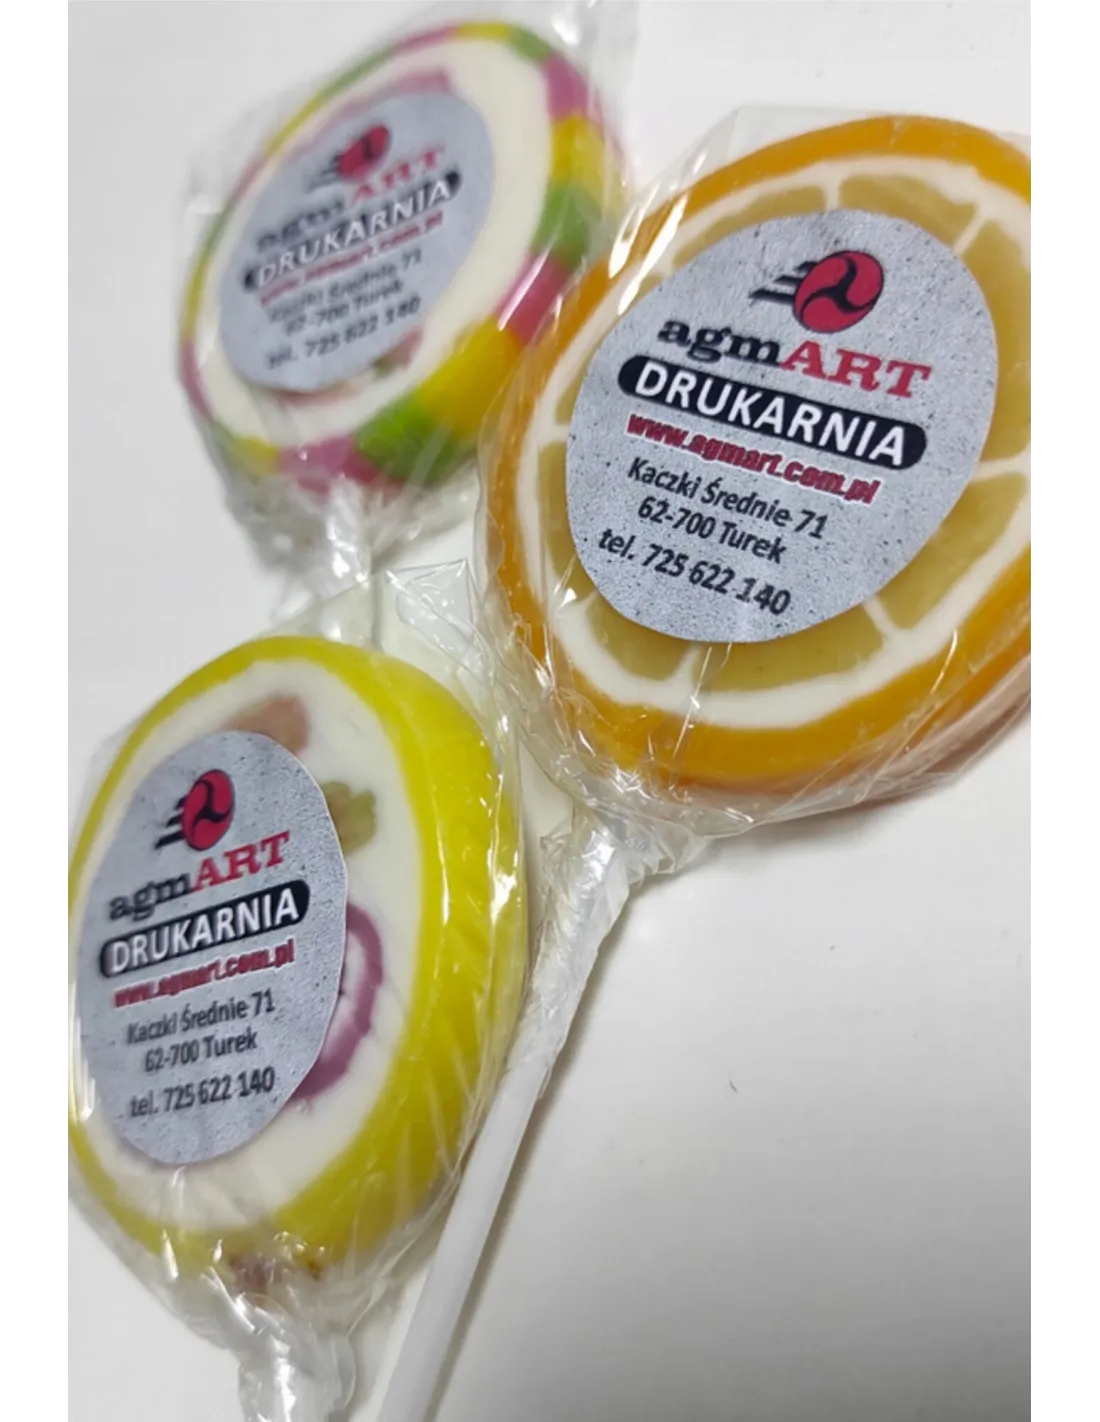 agmART
DRUKARNIA
www.agmart.com.pl
Kaczki Średnie 71
62-700 Turek
tel. 725 622 140
agmART
DRUKARNIA
www.agmart.com.pl
Kaczki Średnie 71
62-700 Turek
tel. 725 622 140
agmART
DRUKARNIA
www.agmart.com.pl
Kaczki Średnie 71
62-700 Turek
tel. 725 622 140